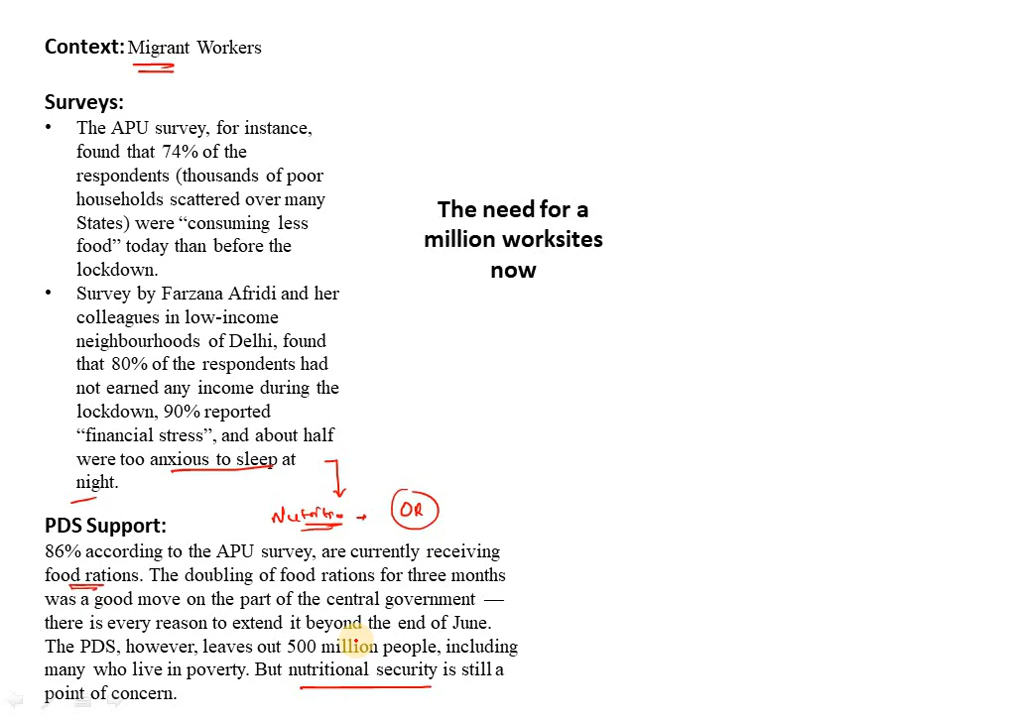 Context: Migrant Workers
Surveys:
• The APU survey, for instance,
found that 74% of the
respondents (thousands of poor
households scattered over many
States) were “consuming less
food” today than before the
lockdown.
• Survey by Farzana Afridi and her
colleagues in low-income
neighbourhoods of Delhi, found
that 80% of the respondents had
not earned any income during the
lockdown, 90% reported
“financial stress”, and about half
were too anxious to sleep at
night.
OR
PDS Support:
86% according to the APU survey, are currently receiving
food rations. The doubling of food rations for three months
was a good move on the part of the central government —
there is every reason to extend it beyond the end of June.
The PDS, however, leaves out 500 million people, including
many who live in poverty. But nutritional security is still a
point of concern.
The need for a
million worksites
now